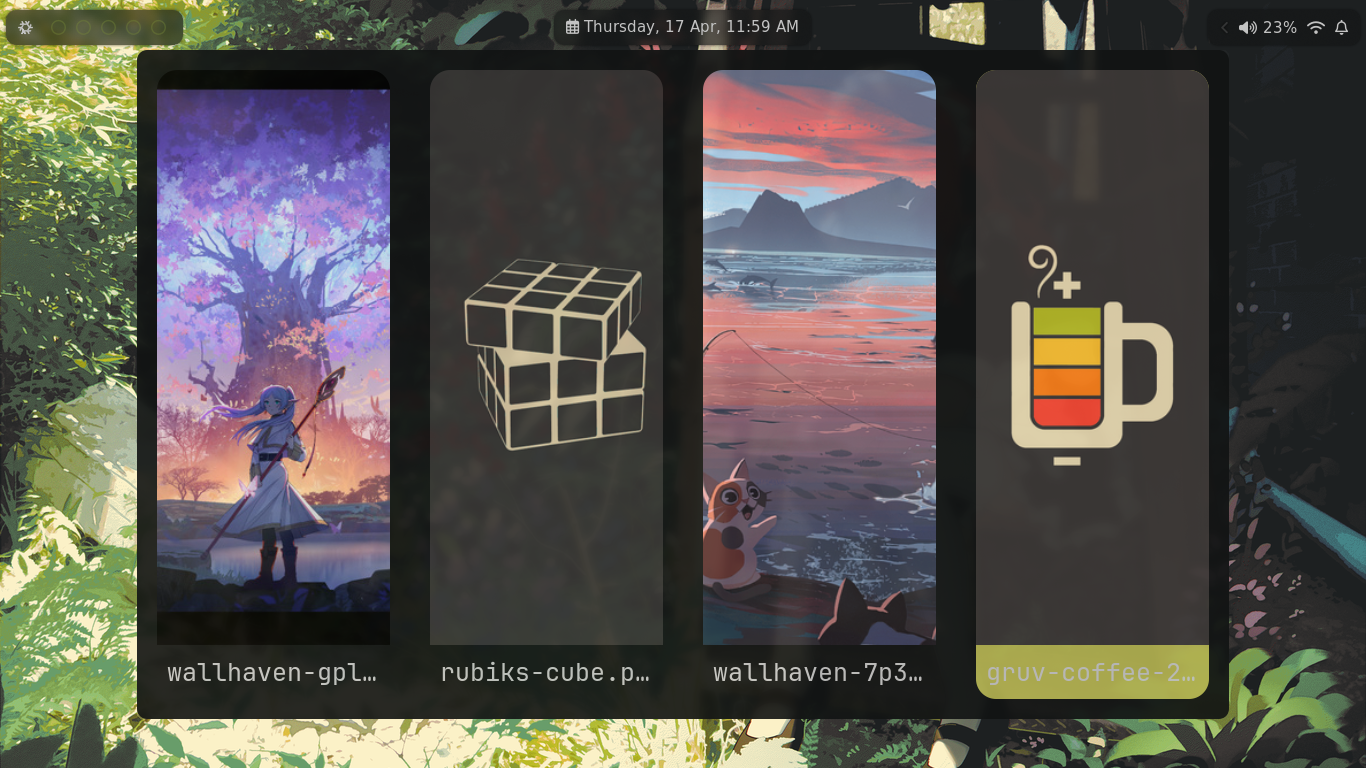 Thursday, 17 Apr, 11:59 AM
23%
wallhaven-gpl…
rubiks-cube.p…
wallhaven-7p3…
gruv-coffee-2…